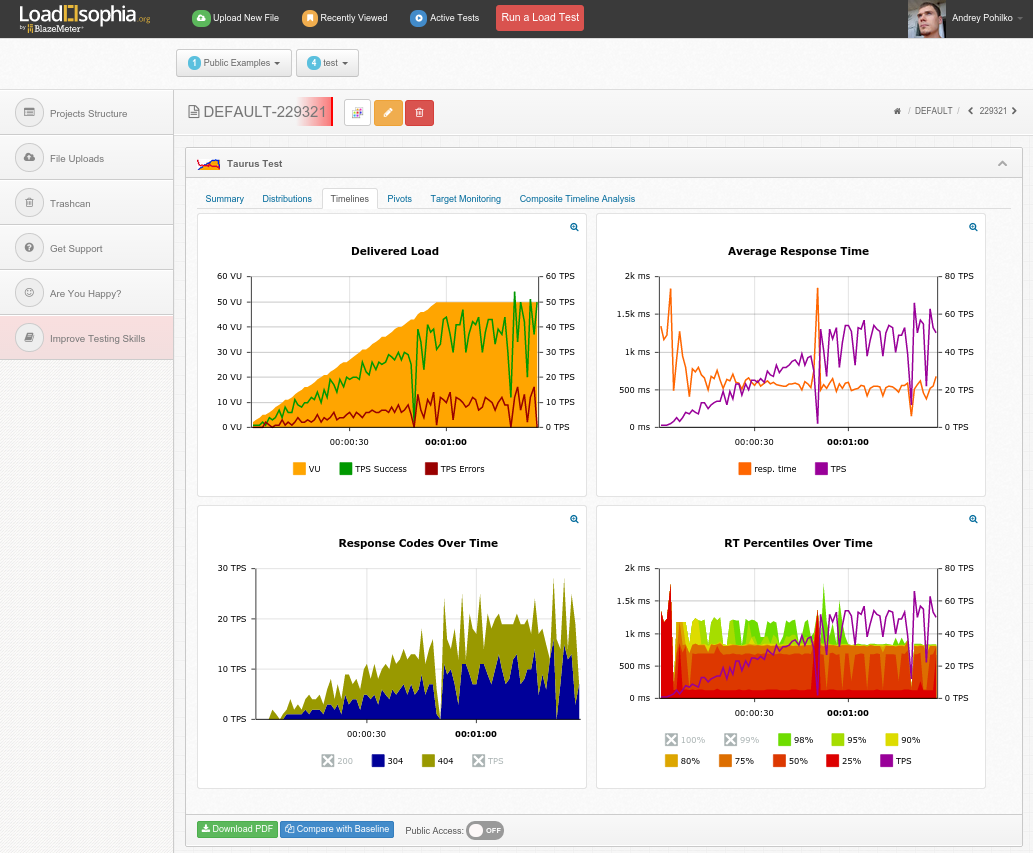 Loadosophia.org
by BlazeMeter™
Upload New File
Recently Viewed
Active Tests
Run a Load Test
Andrey Pohilko
1 Public Examples
4 test
Projects Structure
File Uploads
Trashcan
Get Support
Are You Happy?
Improve Testing Skills
DEFAULT-229321
/ DEFAULT / 229321
Taurus Test
Summary Distributions Timelines Pivots Target Monitoring Composite Timeline Analysis
Delivered Load
60 VU
50 VU
40 VU
30 VU
20 VU
10 VU
0 VU
60 TPS
50 TPS
40 TPS
30 TPS
20 TPS
10 TPS
0 TPS
00:00:30 00:01:00
VU TPS Success TPS Errors
Average Response Time
2k ms
1.5k ms
1k ms
500 ms
0 ms
80 TPS
60 TPS
40 TPS
20 TPS
0 TPS
00:00:30 00:01:00
resp. time TPS
Response Codes Over Time
30 TPS
20 TPS
10 TPS
0 TPS
00:00:30 00:01:00
200 304 404 TPS
RT Percentiles Over Time
2k ms
1.5k ms
1k ms
500 ms
0 ms
80 TPS
60 TPS
40 TPS
20 TPS
0 TPS
00:00:30 00:01:00
100% 99% 98% 95% 90%
80% 75% 50% 25% TPS
Download PDF
Compare with Baseline
Public Access: OFF